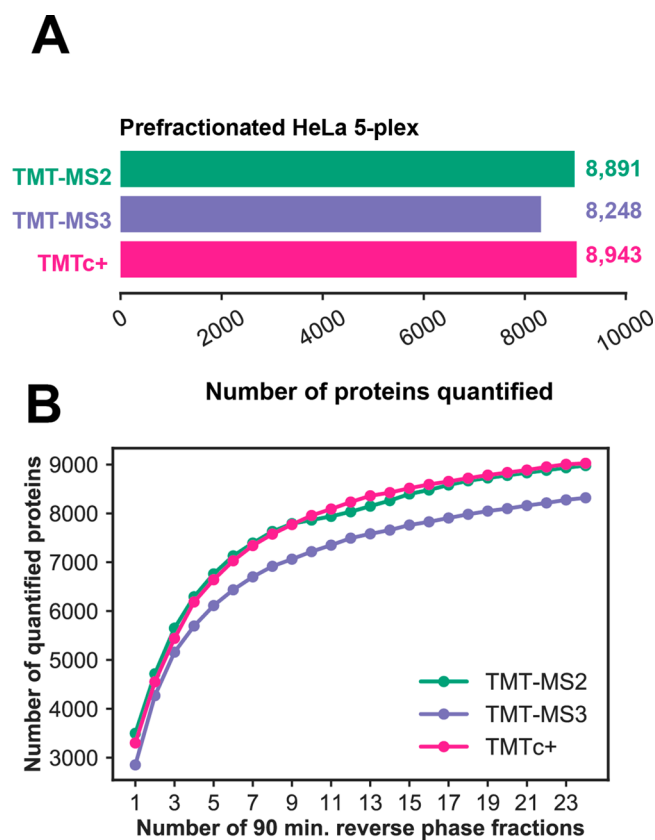 A
Prefractionated HeLa 5-plex
TMT-MS2 8,891
TMT-MS3 8,248
TMTc+ 8,943
0 2000 4000 6000 8000 10000
Number of proteins quantified
B
Number of quantified proteins
9000
8000
7000
6000
5000
4000
3000
TMT-MS2
TMT-MS3
TMTc+
1 3 5 7 9 11 13 15 17 19 21 23
Number of 90 min. reverse phase fractions